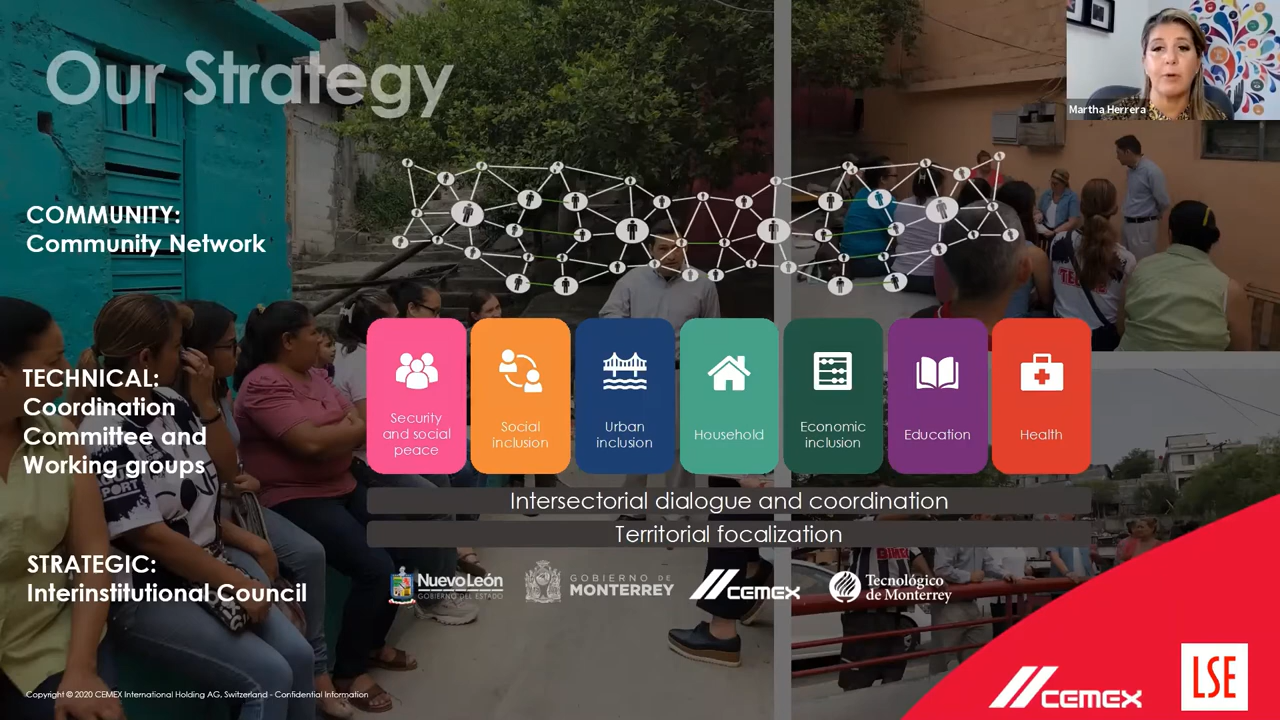 Our Strategy
Martha Herrera
COMMUNITY:
Community Network
TECHNICAL:
Coordination
Committee and
Working groups
Security
and social
peace
Social
inclusion
Urban
inclusion
Household
Economic
inclusion
Education
Health
Intersectorial dialogue and coordination
Territorial focalization
STRATEGIC:
Interinstitutional Council
Nuevo León
GOBIERNO DEL ESTADO
GOBIERNO DE
MONTERREY
CEMEX
Tecnológico
de Monterrey
Copyright © 2020 CEMEX International Holding AG, Switzerland - Confidential Information
CEMEX
LSE